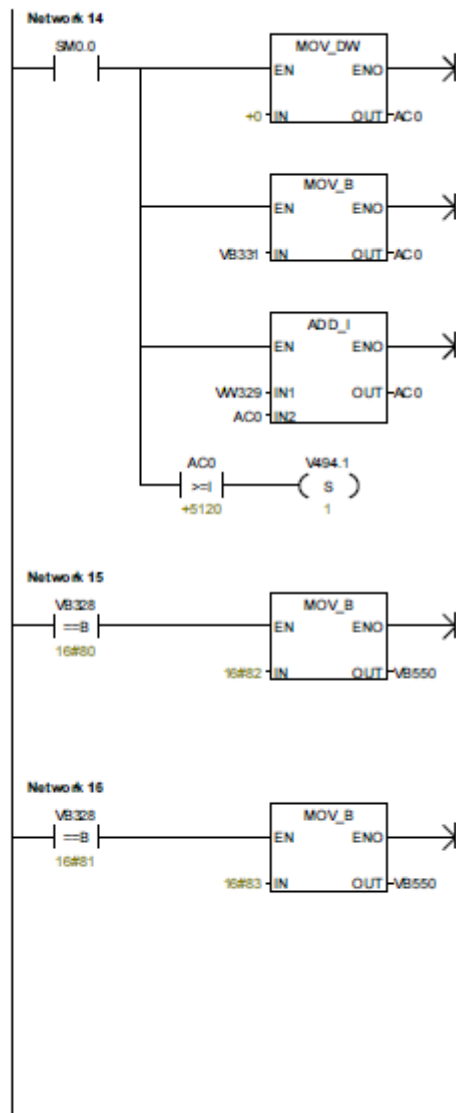 Network 14
SM0.0
MOV_DW
EN ENO
+0 IN OUT AC0
MOV_B
EN ENO
VB331 IN OUT AC0
ADD_I
EN ENO
VW329 IN1 OUT AC0
AC0 IN2
AC0 V494.1
>=I S
+5120 1
Network 15
VB328 MOV_B
==B EN ENO
16#80
16#82 IN OUT VB550
Network 16
VB328 MOV_B
==B EN ENO
16#81
16#83 IN OUT VB550